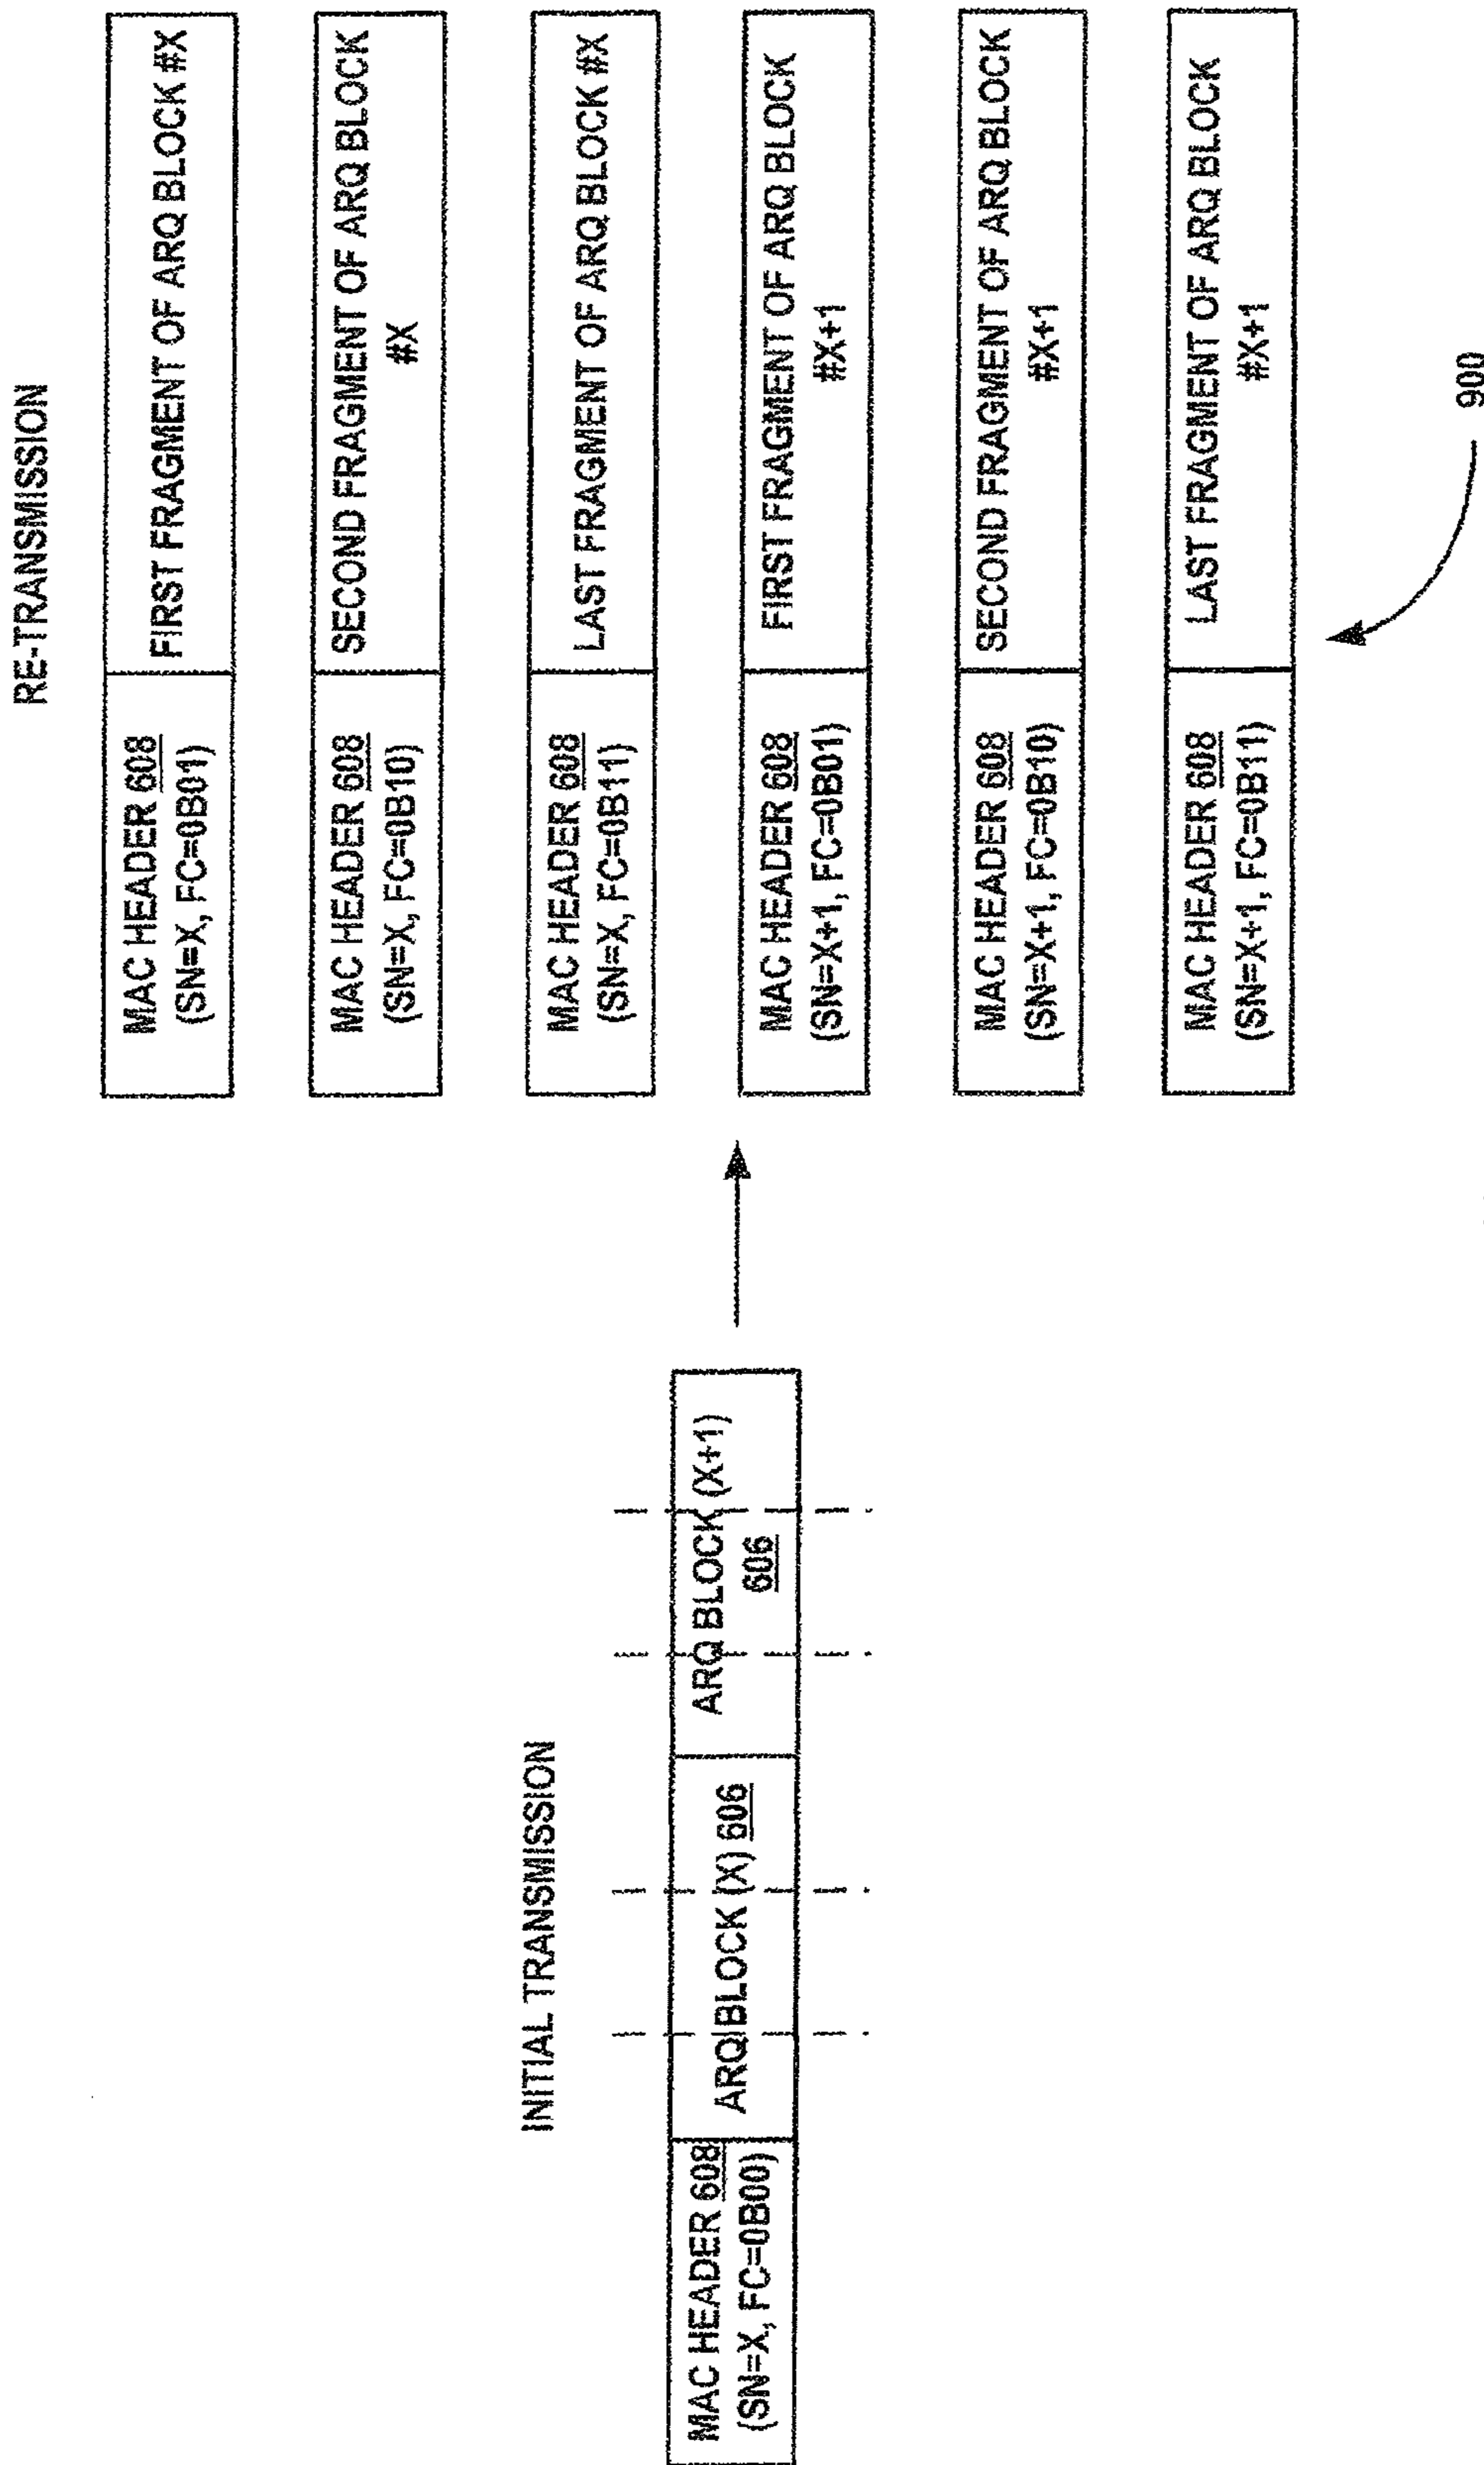 INITIAL TRANSMISSION
MAC HEADER 608
(SN=X, FC=0B00)
ARQ BLOCK (X) 606
ARQ BLOCK (X+1)
606
RE-TRANSMISSION
MAC HEADER 608
(SN=X, FC=0B01)
FIRST FRAGMENT OF ARQ BLOCK #X
MAC HEADER 608
(SN=X, FC=0B10)
SECOND FRAGMENT OF ARQ BLOCK
#X
MAC HEADER 608
(SN=X, FC=0B11)
LAST FRAGMENT OF ARQ BLOCK #X
MAC HEADER 608
(SN=X+1, FC=0B01)
FIRST FRAGMENT OF ARQ BLOCK
#X+1
MAC HEADER 608
(SN=X+1, FC=0B10)
SECOND FRAGMENT OF ARQ BLOCK
#X+1
MAC HEADER 608
(SN=X+1, FC=0B11)
LAST FRAGMENT OF ARQ BLOCK
#X+1
900